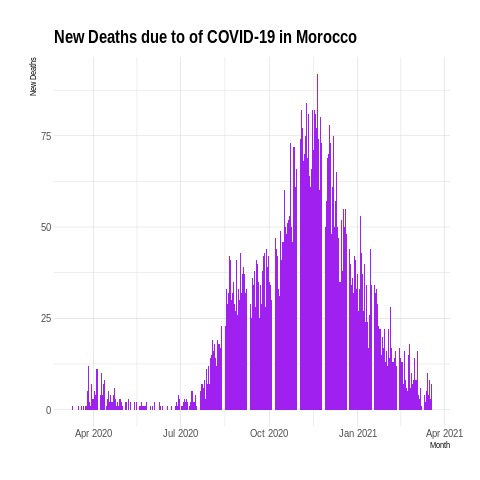 New Deaths due to of COVID-19 in Morocco
New Deaths
75
50
25
0
Apr 2020
Jul 2020
Oct 2020
Jan 2021
Apr 2021
Month